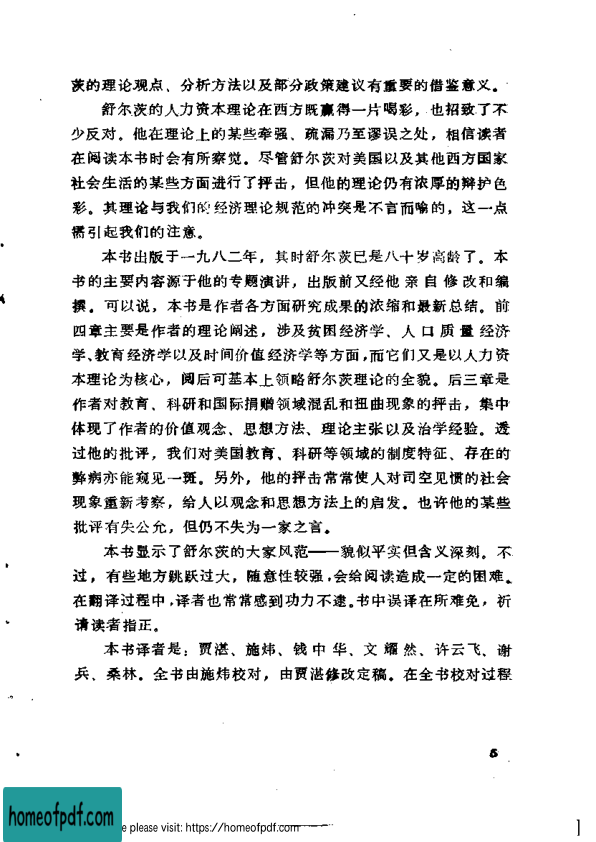 茨的理论观点、分析方法以及部分政策建议有重要的借鉴意义。
舒尔茨的人力资本理论在西方既赢得一片喝彩，也招致了不
少反对。他在理论上的某些牵强、疏漏乃至谬误之处，相信读者
在阅读本书时会有所察觉。尽管舒尔茨对美国以及其他西方国家
社会生活的某些方面进行了抨击，但他的理论仍有浓厚的辩护色
彩。其理论与我们的经济理论规范的冲突是不言而喻的，这一点
需引起我们的注意。
本书出版于一九八二年，其时舒尔茨已是八十岁高龄了。本
书的主要内容源于他的专题演讲，出版前又经他亲自修改和编
撰。可以说，本书是作者各方面研究成果的浓缩和最新总结。前
四章主要是作者的理论阐述，涉及贫困经济学、人口质量经济
学、教育经济学以及时间价值经济学等方面，而它们又是以人力资
本理论为核心，阅后可基本上领略舒尔茨理论的全貌。后三章是
作者对教育、科研和国际捐赠领域混乱和扭曲现象的抨击，集中
体现了作者的价值观念、思想方法、理论主张以及治学经验。透
过他的批评，我们对美国教育、科研等领域的制度特征、存在的
弊病亦能窥见一斑。另外，他的抨击常常使人对司空见惯的社会
现象重新考察，给人以观念和思想方法上的启发。也许他的某些
批评有失公允，但仍不失为一家之言。
本书显示了舒尔茨的大家风范——貌似平实但含义深刻。不
过，有些地方跳跃过大，随意性较强，会给阅读造成一定的困难。
在翻译过程中，译者也常常感到功力不逮。书中误译在所难免，祈
请读者指正。
本书译者是：贾湛、施炜、钱中华、文耀然、许云飞、谢
兵、桑林。全书由施炜校对，由贾湛修改定稿。在全书校对过程
5
homeofpdf.com
e please visit: https://homeofpdf.com